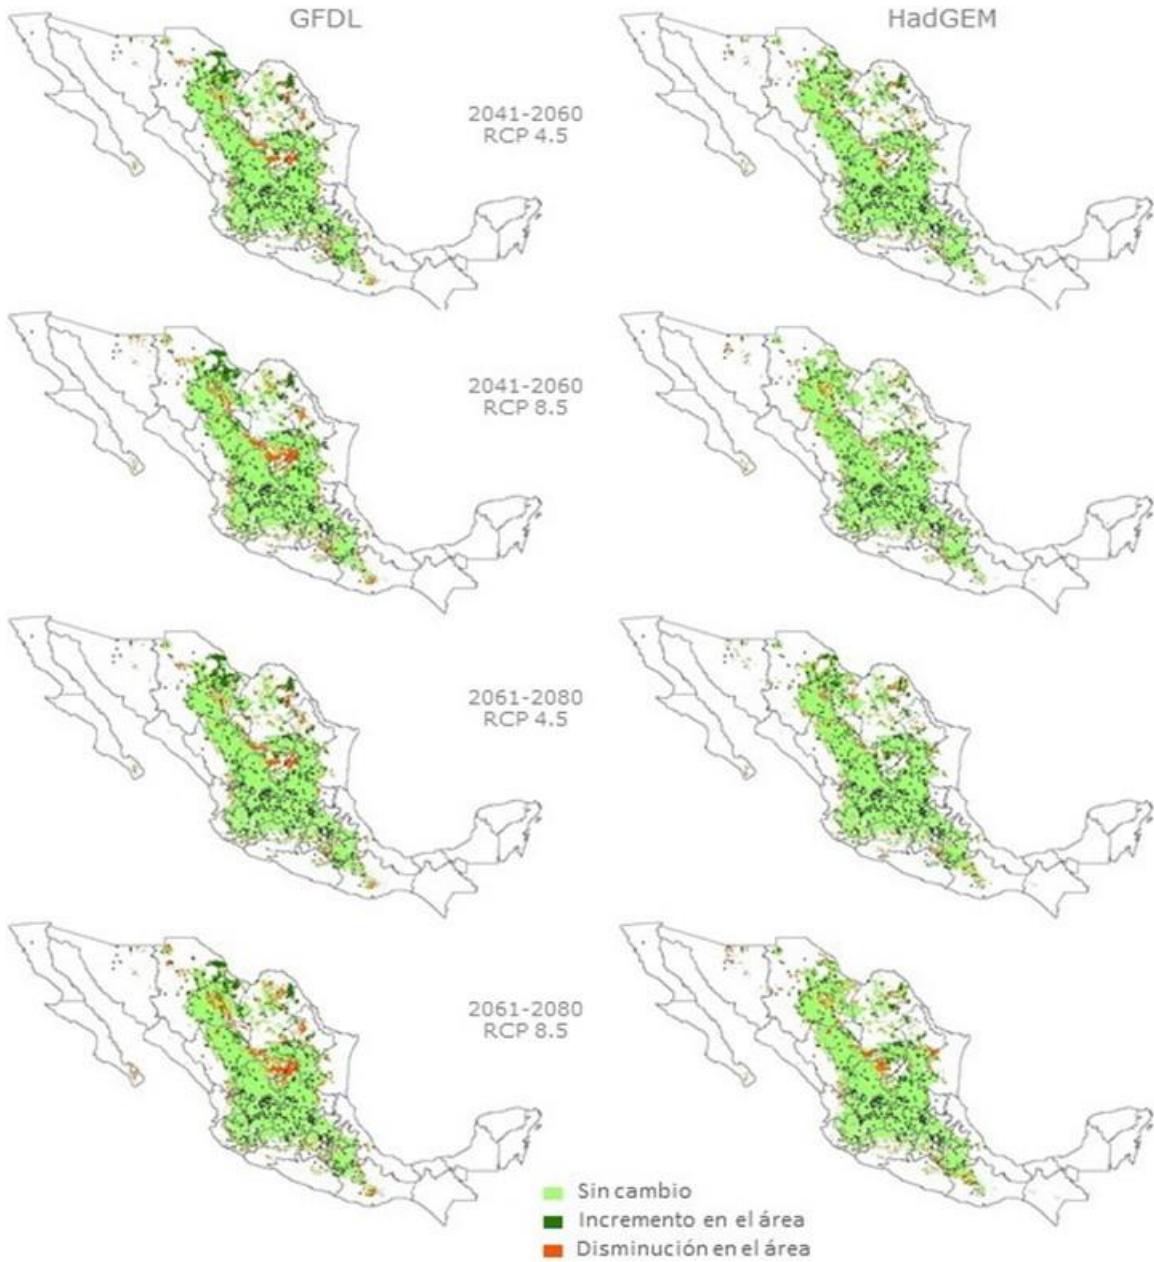 GFDL
HadGEM
2041-2060
RCP 4.5
2041-2060
RCP 8.5
2061-2080
RCP 4.5
2061-2080
RCP 8.5
Sin cambio
Incremento en el área
Disminución en el área